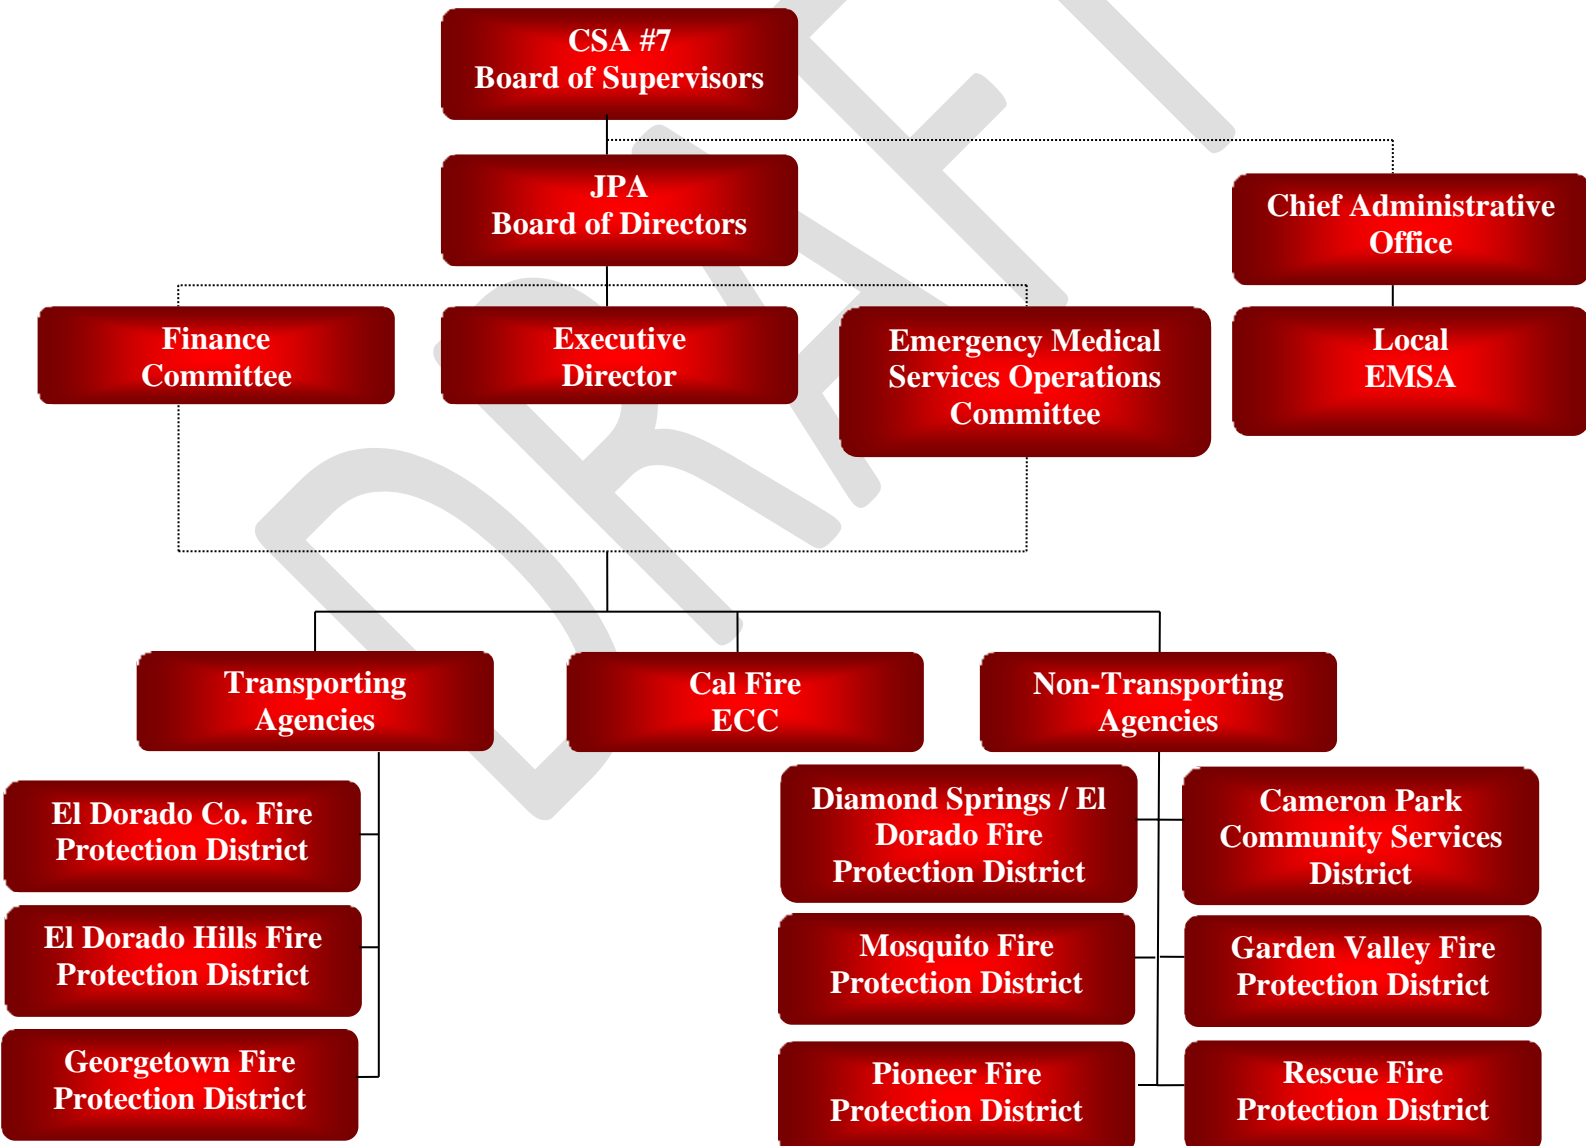 CSA #7
Board of Supervisors
JPA
Board of Directors
Chief Administrative
Office
Finance
Committee
Executive
Director
Emergency Medical
Services Operations
Committee
Local
EMSA
Transporting
Agencies
Cal Fire
ECC
Non-Transporting
Agencies
El Dorado Co. Fire
Protection District
El Dorado Hills Fire
Protection District
Georgetown Fire
Protection District
Diamond Springs / El
Dorado Fire
Protection District
Cameron Park
Community Services
District
Mosquito Fire
Protection District
Garden Valley Fire
Protection District
Pioneer Fire
Protection District
Rescue Fire
Protection District
DRAFT